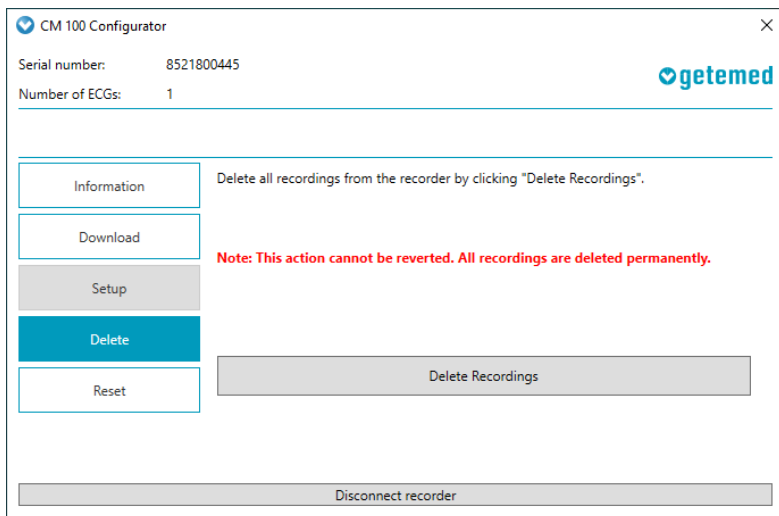 CM 100 Configurator
Serial number: 8521800445
getemed
Number of ECGs: 1
Information
Delete all recordings from the recorder by clicking "Delete Recordings".
Download
Note: This action cannot be reverted. All recordings are deleted permanently.
Setup
Delete
Delete Recordings
Reset
Disconnect recorder